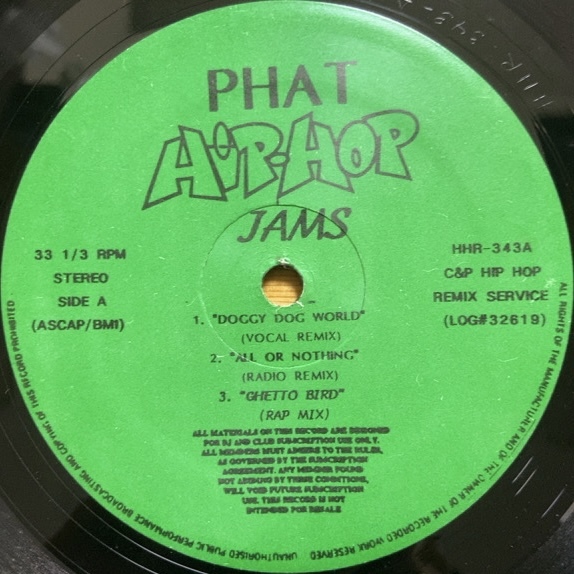 PHAT
HIP-HOP
JAMS
33 1/3 RPM
STEREO
SIDE A
(ASCAP/BMI)
HHR-343A
C&P HIP HOP
REMIX SERVICE
(LOG#32619)
1. "DOGGY DOG WORLD"
(VOCAL REMIX)
2. "ALL OR NOTHING"
(RADIO REMIX)
3. "GHETTO BIRD"
(RAP MIX)
ALL MATERIALS ON THIS RECORD ARE DESIGNED
FOR DJ AND CLUB SUBSCRIPTION USE ONLY.
ALL MEMBERS MUST ADHERE TO THE RULES,
AS GOVERNED BY THE SUBSCRIPTION
AGREEMENT. ANY MEMBER FOUND
NOT ABIDING BY THESE CONDITIONS,
WILL VOID FUTURE SUBSCRIPTION
USE. THIS RECORD IS NOT
INTENDED FOR RESALE
ALL RIGHTS OF THE MANUFACTURER AND OF THE OWNER OF THE RECORDED WORK RESERVED
UNAUTHORISED PUBLIC PERFORMANCE BROADCASTING AND COPYING OF THIS RECORD PROHIBITED